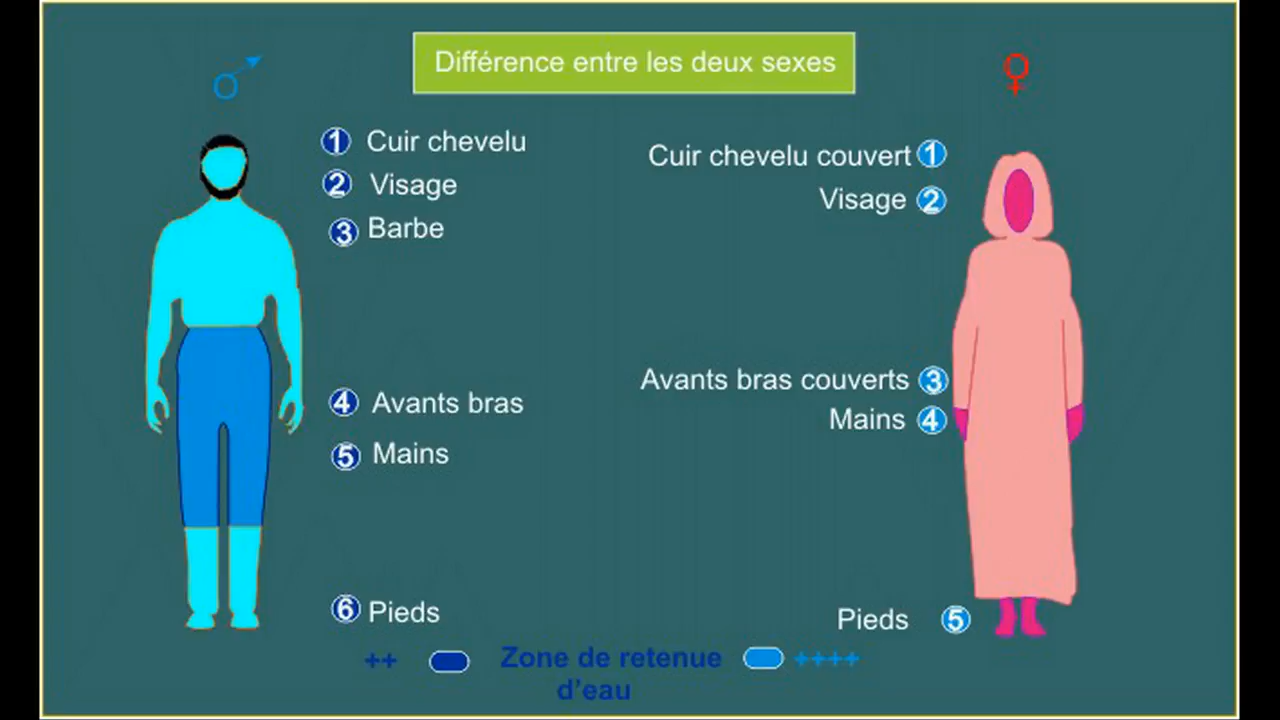 Différence entre les deux sexes
1 Cuir chevelu
2 Visage
3 Barbe
4 Avants bras
5 Mains
6 Pieds
Cuir chevelu couvert 1
Visage 2
Avants bras couverts 3
Mains 4
Pieds 5
++ Zone de retenue ++++
d'eau